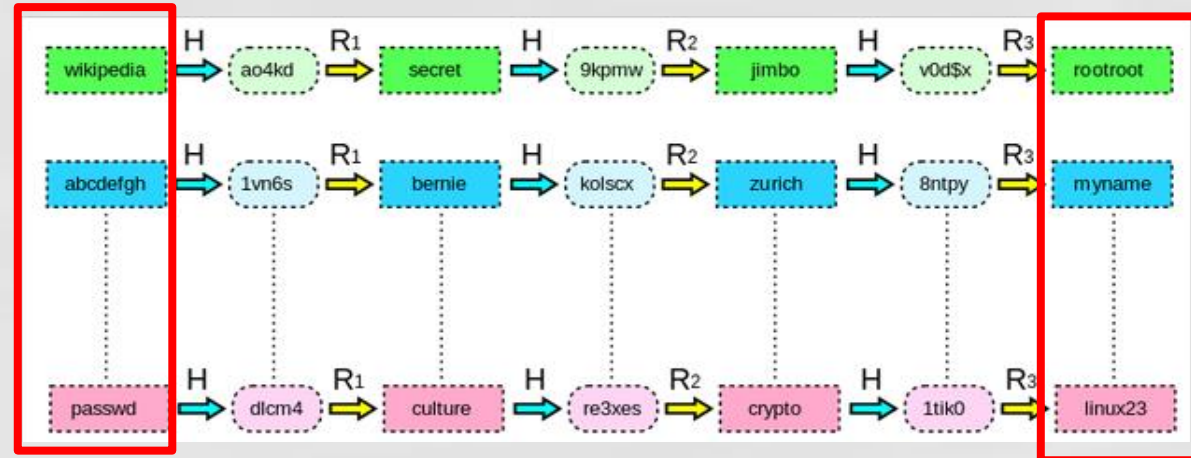 H R1 H R2 H R3
wikipedia ao4kd secret 9kpmw jimbo v0d$x rootroot
H R1 H R2 H R3
abcdefgh 1vn6s bernie kolscx zurich 8ntpy myname
H R1 H R2 H R3
passwd dlcm4 culture re3xes crypto 1tik0 linux23